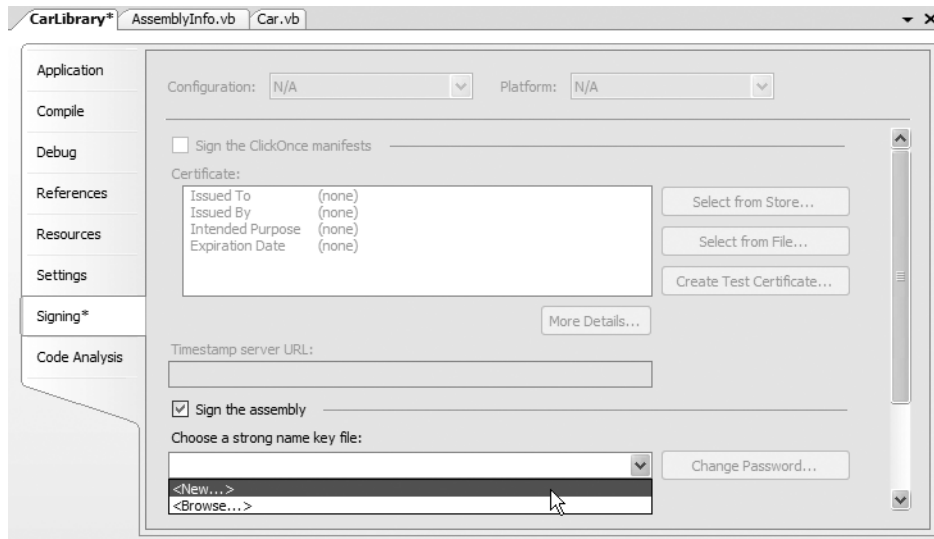 CarLibrary* AssemblyInfo.vb Car.vb
Application
Compile
Debug
References
Resources
Settings
Signing*
Code Analysis
Configuration: N/A Platform: N/A
Sign the ClickOnce manifests
Certificate:
Issued To (none)
Issued By (none)
Intended Purpose (none)
Expiration Date (none)
Select from Store...
Select from File...
Create Test Certificate...
More Details...
Timestamp server URL:
Sign the assembly
Choose a strong name key file:
Change Password...
<New...>
<Browse...>